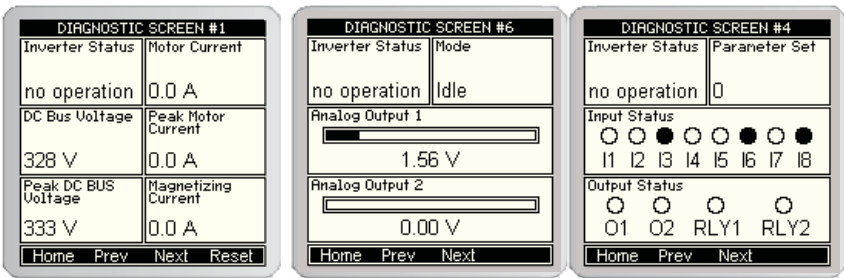 DIAGNOSTIC SCREEN #1
Inverter Status Motor Current
no operation 0.0 A
DC Bus Voltage Peak Motor
Current
328 V 0.0 A
Peak DC BUS Magnetizing
Voltage Current
333 V 0.0 A
Home Prev Next Reset
DIAGNOSTIC SCREEN #6
Inverter Status Mode
no operation Idle
Analog Output 1
1.56 V
Analog Output 2
0.00 V
Home Prev Next
DIAGNOSTIC SCREEN #4
Inverter Status Parameter Set
no operation 0
Input Status
I1 I2 I3 I4 I5 I6 I7 I8
Output Status
O1 O2 RLY1 RLY2
Home Prev Next